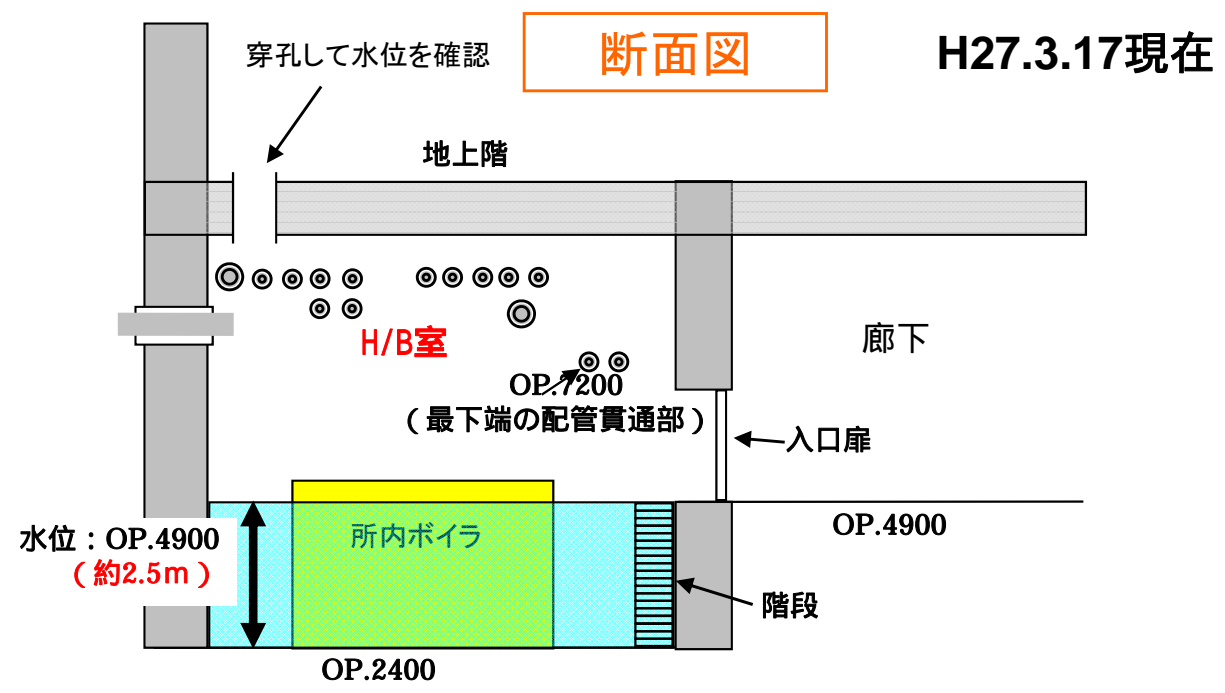 穿孔して水位を確認
断面図
H27.3.17現在
地上階
H/B室
廊下
OP.7200
(最下端の配管貫通部)
入口扉
水位:OP.4900
(約2.5m)
所内ボイラ
OP.4900
階段
OP.2400